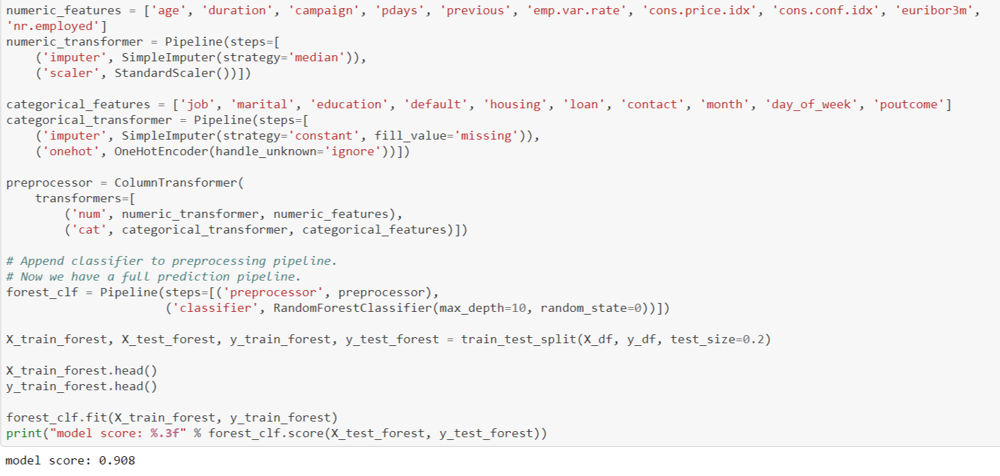 numeric_features = ['age', 'duration', 'campaign', 'pdays', 'previous', 'emp.var.rate', 'cons.price.idx', 'cons.conf.idx', 'euribor3m',
'nr.employed']
numeric_transformer = Pipeline(steps=[
    ('imputer', SimpleImputer(strategy='median')),
    ('scaler', StandardScaler())])

categorical_features = ['job', 'marital', 'education', 'default', 'housing', 'loan', 'contact', 'month', 'day_of_week', 'poutcome']
categorical_transformer = Pipeline(steps=[
    ('imputer', SimpleImputer(strategy='constant', fill_value='missing')),
    ('onehot', OneHotEncoder(handle_unknown='ignore'))])

preprocessor = ColumnTransformer(
    transformers=[
        ('num', numeric_transformer, numeric_features),
        ('cat', categorical_transformer, categorical_features)])

# Append classifier to preprocessing pipeline.
# Now we have a full prediction pipeline.
forest_clf = Pipeline(steps=[('preprocessor', preprocessor),
                      ('classifier', RandomForestClassifier(max_depth=10, random_state=0))])

X_train_forest, X_test_forest, y_train_forest, y_test_forest = train_test_split(X_df, y_df, test_size=0.2)

X_train_forest.head()
y_train_forest.head()

forest_clf.fit(X_train_forest, y_train_forest)
print("model score: %.3f" % forest_clf.score(X_test_forest, y_test_forest))
model score: 0.908